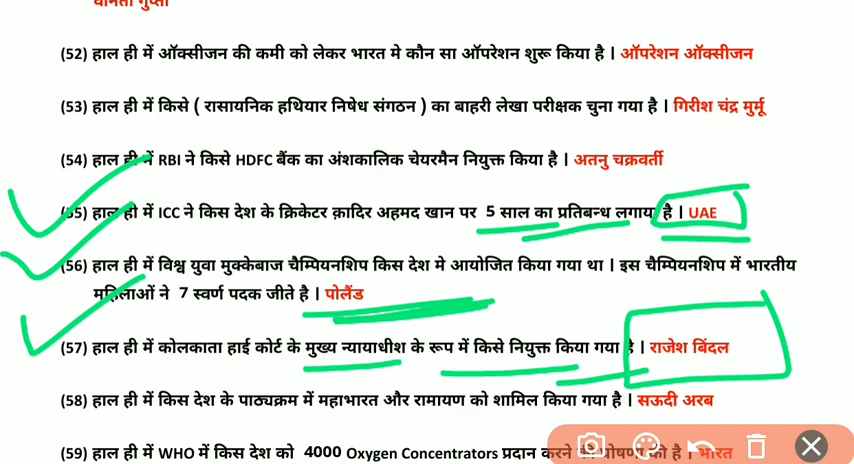 विनीता गुप्ता
(52) हाल ही में ऑक्सीजन की कमी को लेकर भारत मे कौन सा ऑपरेशन शुरू किया है । ऑपरेशन ऑक्सीजन
(53) हाल ही में किसे ( रासायनिक हथियार निषेध संगठन ) का बाहरी लेखा परीक्षक चुना गया है । गिरीश चंद्र मुर्मू
(54) हाल ही में RBI ने किसे HDFC बैंक का अंशकालिक चेयरमैन नियुक्त किया है । अतनु चक्रवर्ती
(55) हाल ही में ICC ने किस देश के क्रिकेटर क़ादिर अहमद खान पर 5 साल का प्रतिबन्ध लगाया है । UAE
(56) हाल ही में विश्व युवा मुक्केबाज चैम्पियनशिप किस देश मे आयोजित किया गया था । इस चैम्पियनशिप में भारतीय
महिलाओं ने 7 स्वर्ण पदक जीते है । पोलैंड
(57) हाल ही में कोलकाता हाई कोर्ट के मुख्य न्यायाधीश के रूप में किसे नियुक्त किया गया है । राजेश बिंदल
(58) हाल ही में किस देश के पाठ्यक्रम में महाभारत और रामायण को शामिल किया गया है । सऊदी अरब
(59) हाल ही में WHO में किस देश को 4000 Oxygen Concentrators प्रदान करने की घोषणा की है । भारत